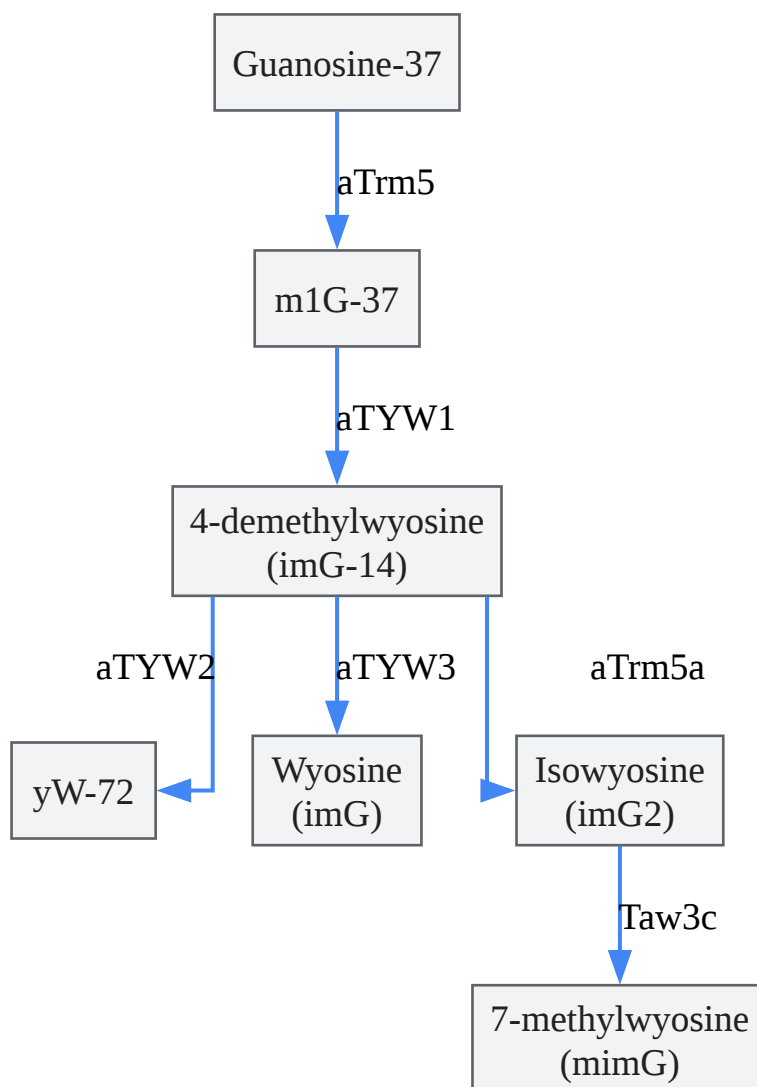 Guanosine-37
aTrm5
m1G-37
aTYW1
4-demethylwyosine
(imG-14)
aTYW2
aTYW3
aTrm5a
yW-72
Wyosine
(imG)
Isowyosine
(imG2)
Taw3c
7-methylwyosine
(mimG)